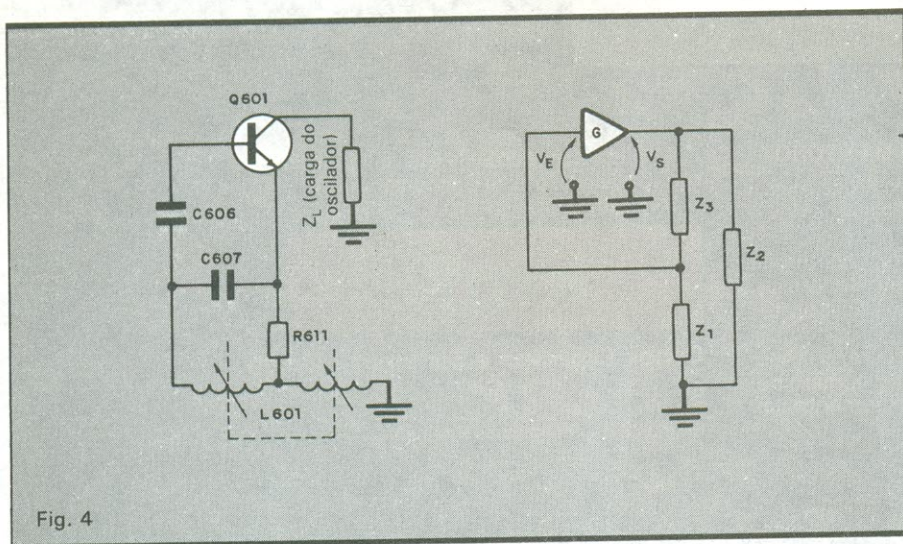 Q601
Z_L (carga do
oscilador)
C606
C607
R611
L601
G
V_E
V_S
Z_3
Z_2
Z_1
Fig. 4